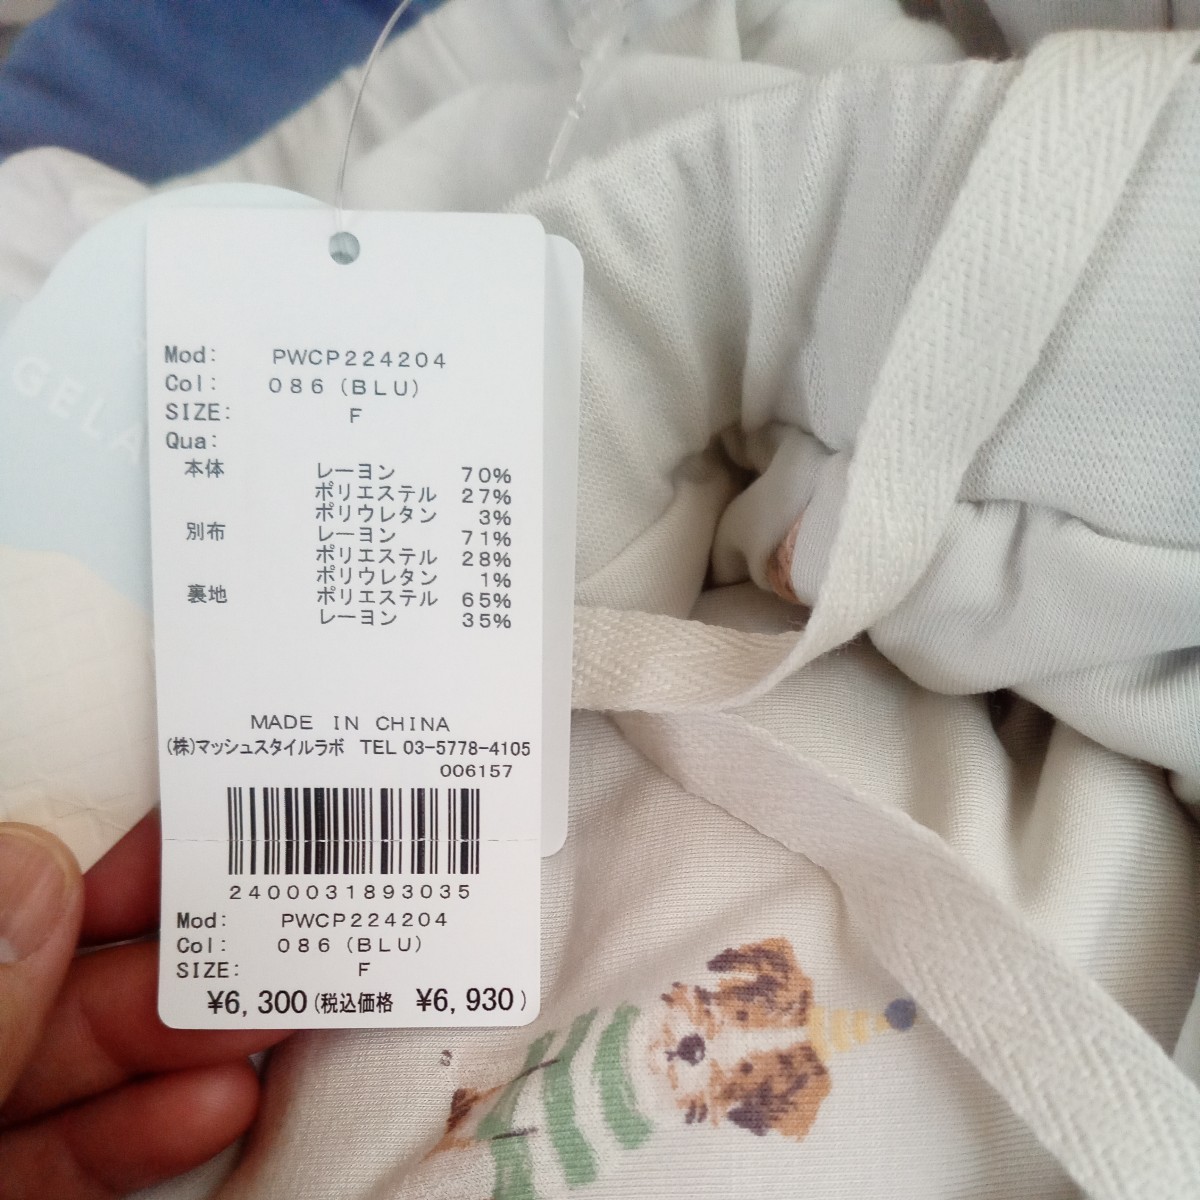 GELA
Mod: PWCP224204
Col: 086(BLU)
SIZE: F
Qua:
本体 レーヨン 70%
ポリエステル 27%
ポリウレタン 3%
別布 レーヨン 71%
ポリエステル 28%
ポリウレタン 1%
裏地 ポリエステル 65%
レーヨン 35%
MADE IN CHINA
(株)マッシュスタイルラボ TEL 03-5778-4105
006157
2400031893035
Mod: PWCP224204
Col: 086(BLU)
SIZE: F
¥6,300(税込価格 ¥6,930)